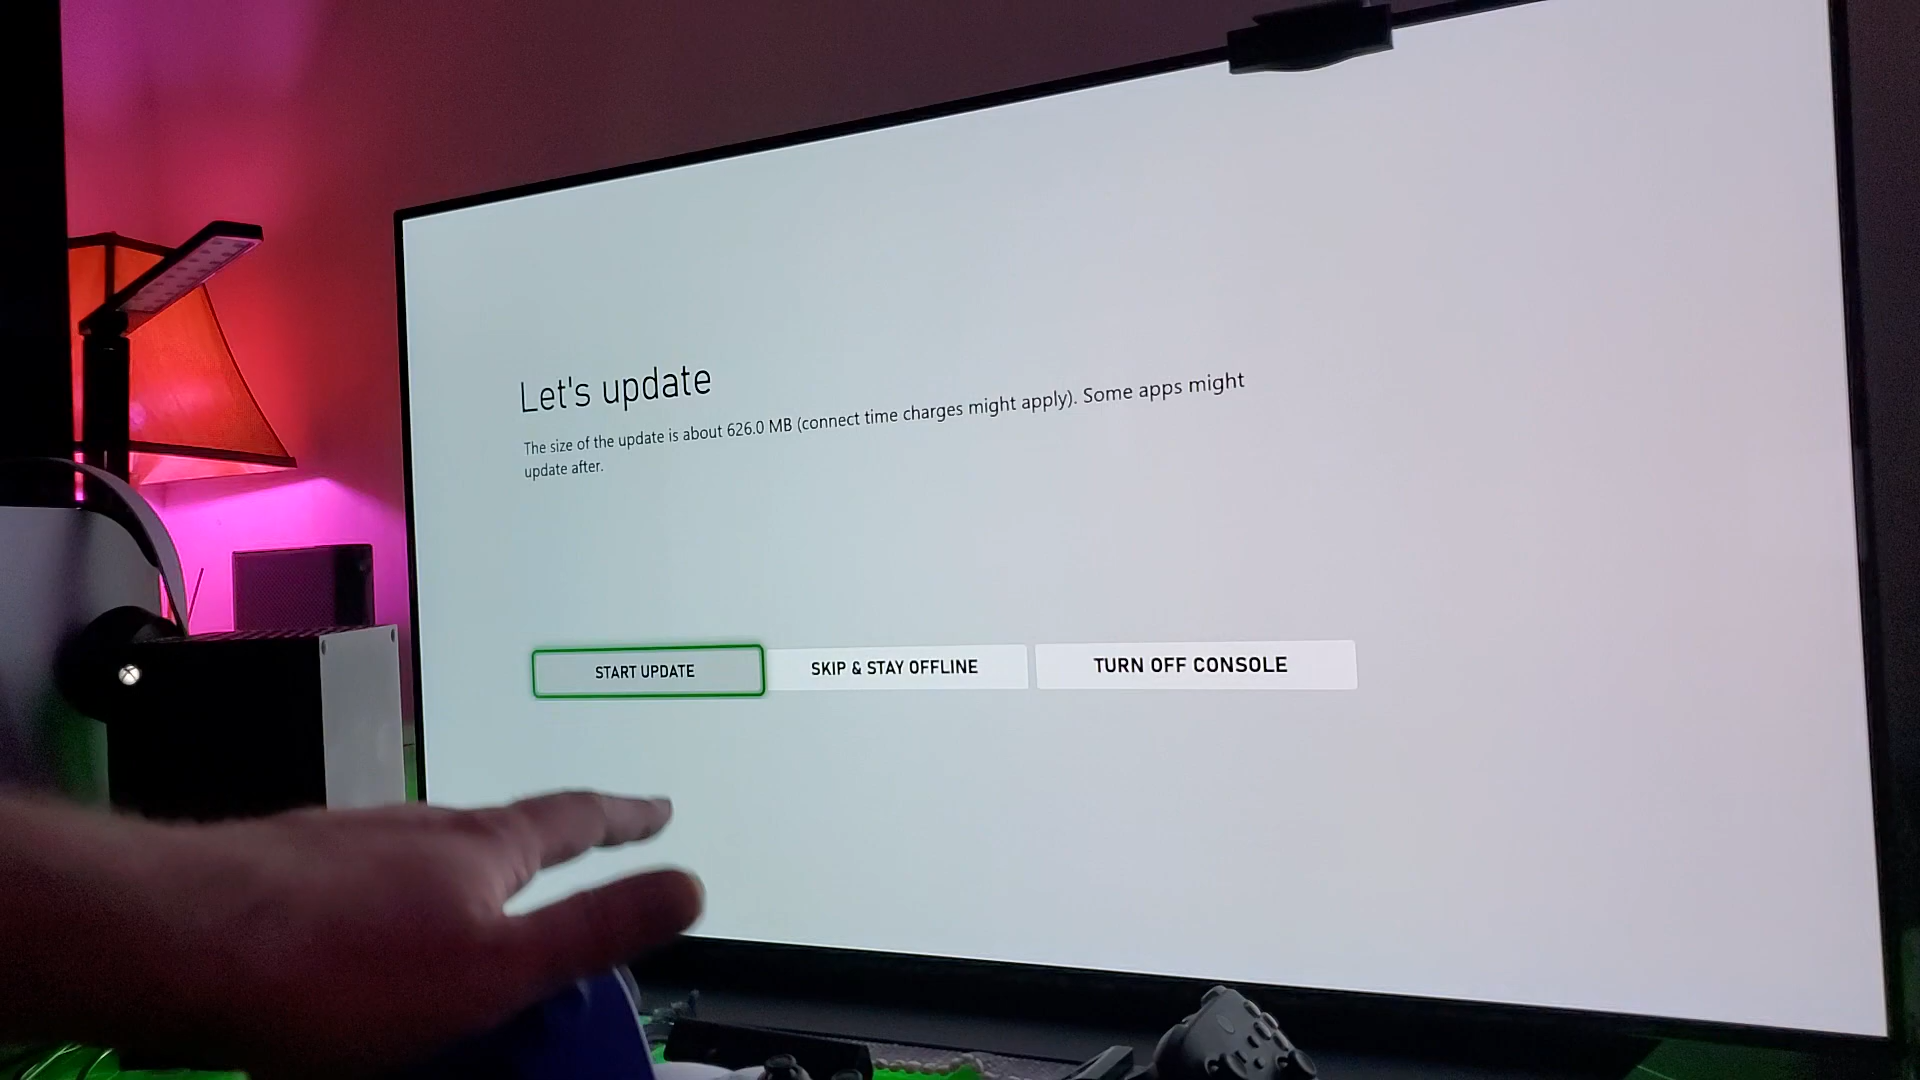 Let's update
The size of the update is about 626.0 MB (connect time charges might apply). Some apps might
update after.
START UPDATE
SKIP & STAY OFFLINE
TURN OFF CONSOLE